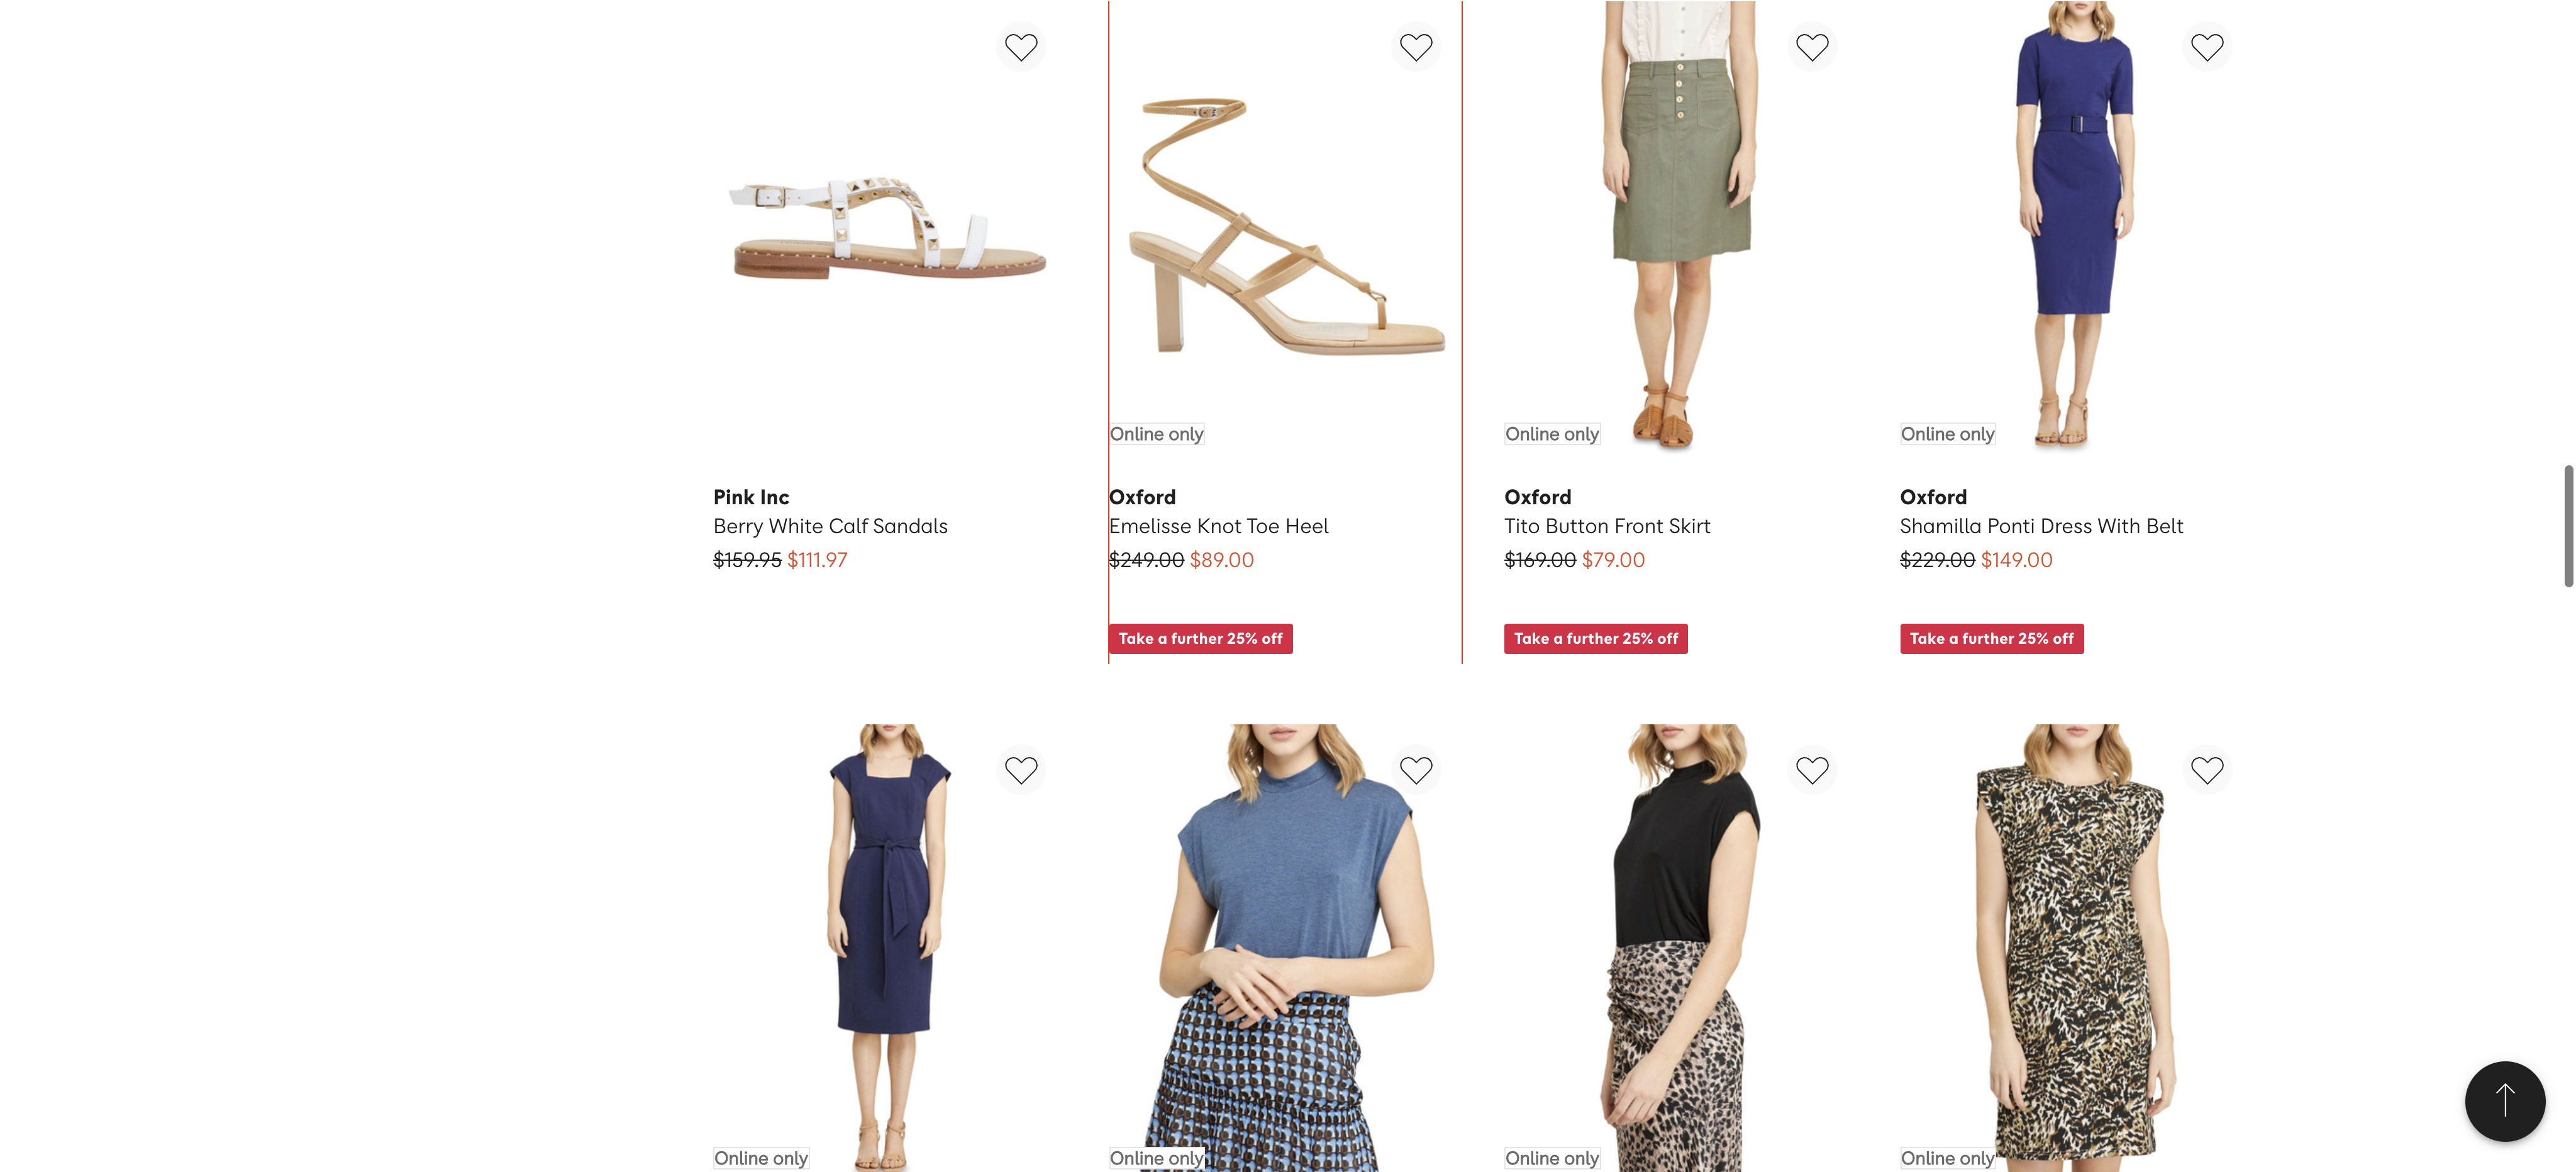 Online only
Online only
Online only
Pink Inc
Berry White Calf Sandals
$159.95 $111.97
Oxford
Emelisse Knot Toe Heel
$249.00 $89.00
Take a further 25% off
Oxford
Tito Button Front Skirt
$169.00 $79.00
Take a further 25% off
Oxford
Shamilla Ponti Dress With Belt
$229.00 $149.00
Take a further 25% off
Online only
Online only
Online only
Online only